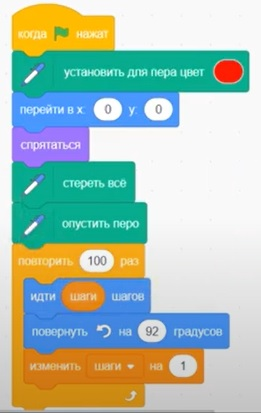 когда нажат
установить для пера цвет
перейти в x: 0 y: 0
спрятаться
стереть всё
опустить перо
повторить 100 раз
идти шаги шагов
повернуть на 92 градусов
изменить шаги на 1